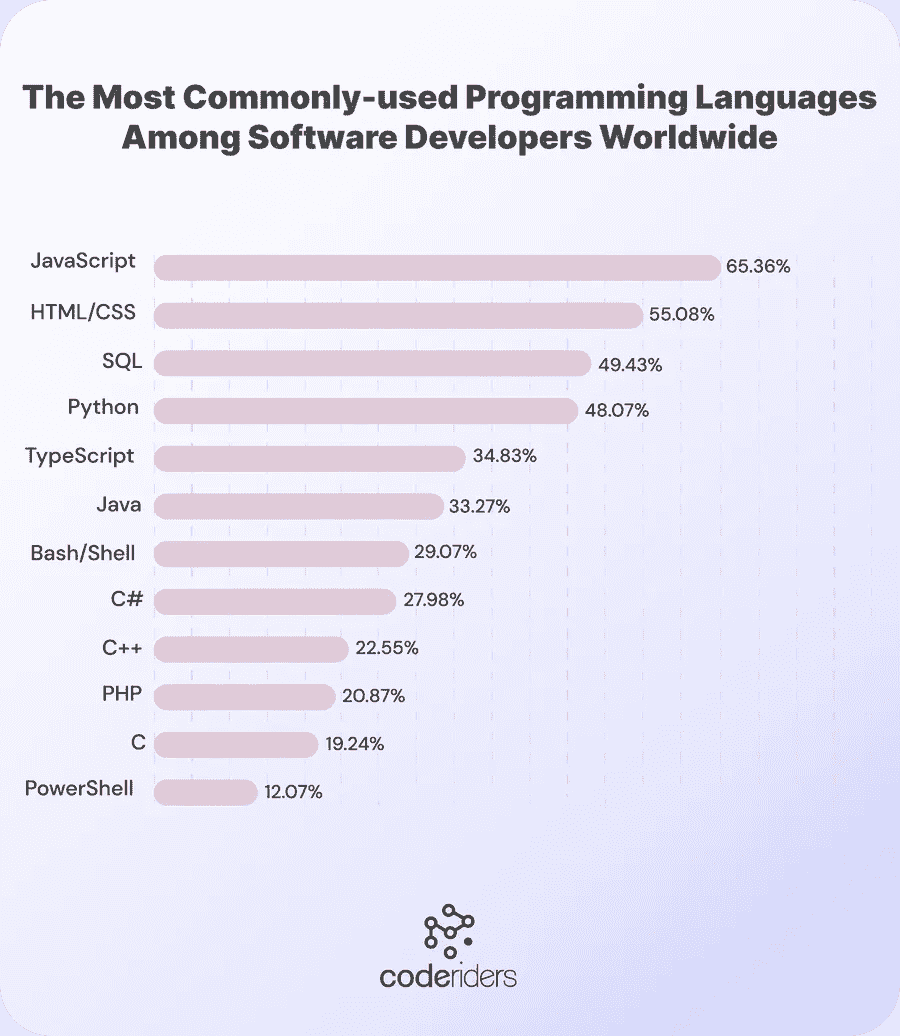 The Most Commonly-used Programming Languages
Among Software Developers Worldwide
JavaScript 65.36%
HTML/CSS 55.08%
SQL 49.43%
Python 48.07%
TypeScript 34.83%
Java 33.27%
Bash/Shell 29.07%
C# 27.98%
C++ 22.55%
PHP 20.87%
C 19.24%
PowerShell 12.07%
coderiders